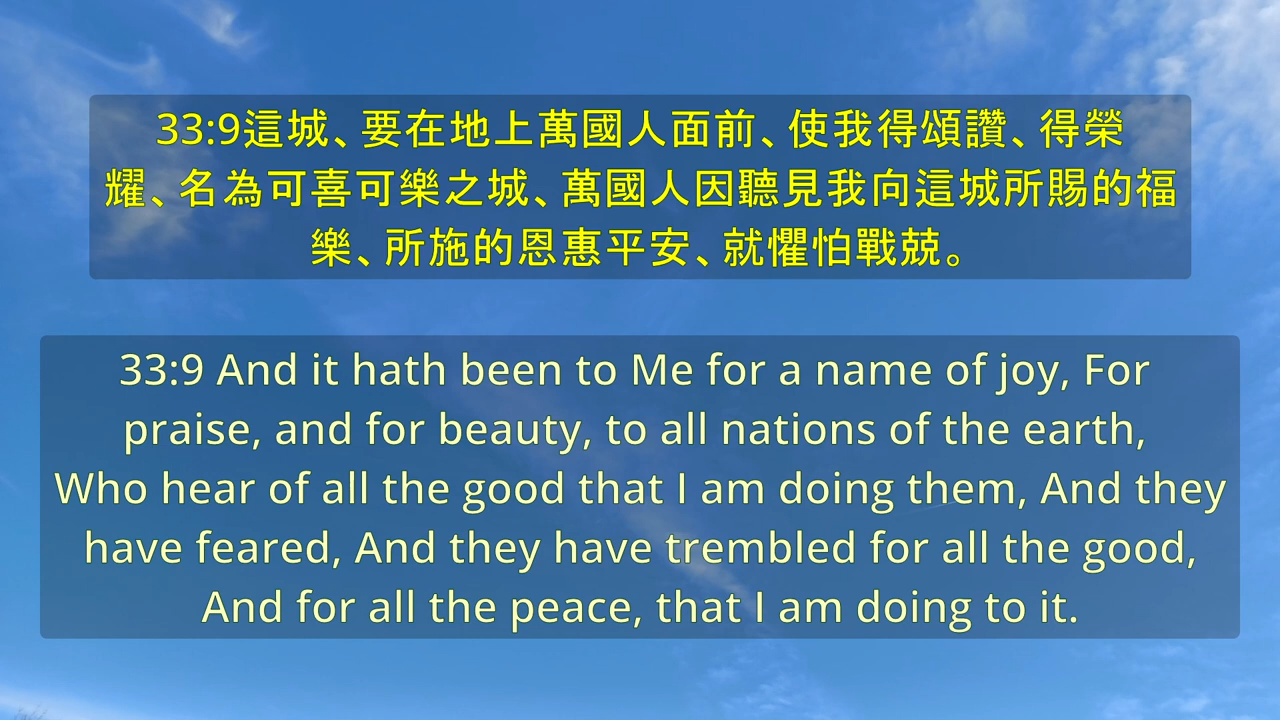 33:9這城、要在地上萬國人面前、使我得頌讚、得榮
耀、名為可喜可樂之城、萬國人因聽見我向這城所賜的福
樂、所施的恩惠平安、就懼怕戰兢。
33:9 And it hath been to Me for a name of joy, For
praise, and for beauty, to all nations of the earth,
Who hear of all the good that I am doing them, And they
have feared, And they have trembled for all the good,
And for all the peace, that I am doing to it.